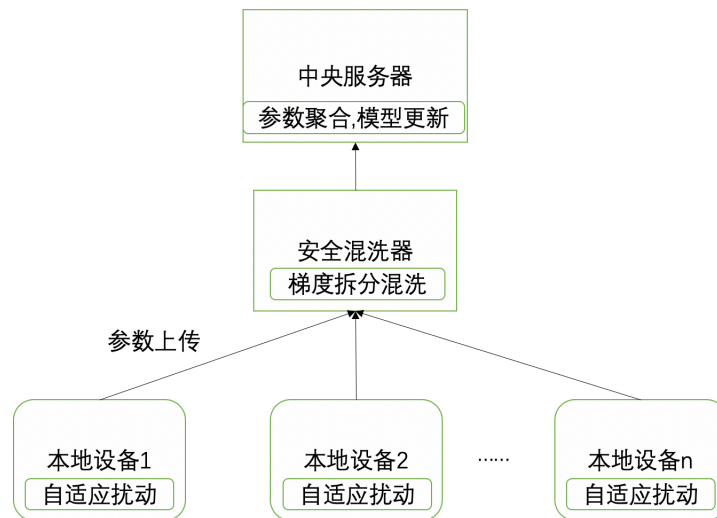 中央服务器
参数聚合,模型更新
安全混洗器
梯度拆分混洗
参数上传
本地设备1
自适应扰动
本地设备2
自适应扰动
……
本地设备n
自适应扰动